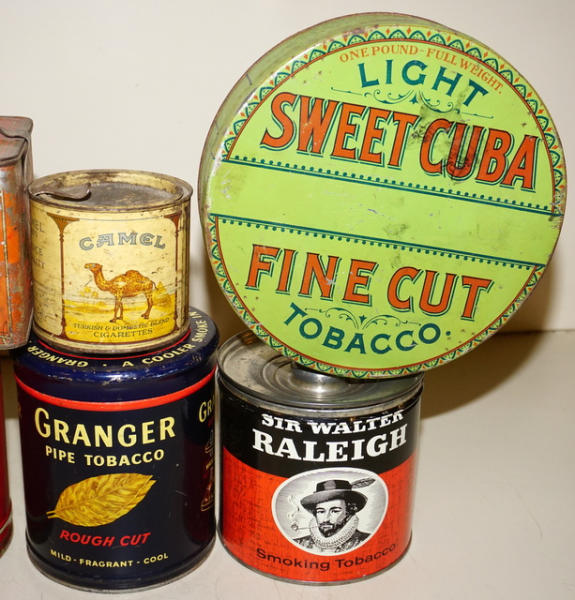 ONE POUND-FULL WEIGHT.
LIGHT
SWEET CUBA
FINE CUT
TOBACCO.
CAMEL
TURKISH & DOMESTIC BLEND
CIGARETTES
GRANGER • A COOLER SMOKE
GRANGER
PIPE TOBACCO
ROUGH CUT
MILD - FRAGRANT - COOL
SIR WALTER
RALEIGH
Smoking Tobacco